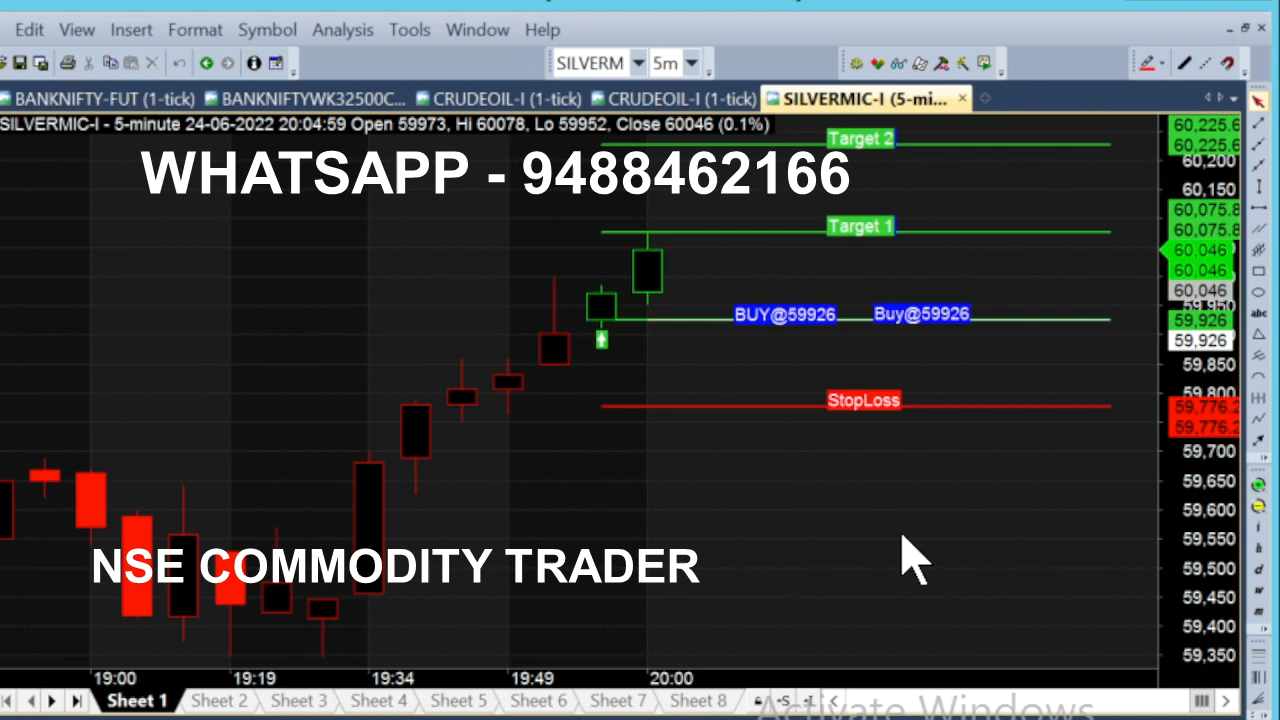 Edit View Insert Format Symbol Analysis Tools Window Help
SILVERM 5m
BANKNIFTY-FUT (1-tick) BANKNIFTYWK32500C... CRUDEOIL-I (1-tick) CRUDEOIL-I (1-tick) SILVERMIC-I (5-mi...
SILVERMIC-I - 5-minute 24-06-2022 20:04:59 Open 59973, Hi 60078, Lo 59952, Close 60046 (0.1%)
60,225.6
Target 2
60,225.6
60,200
WHATSAPP - 9488462166
60,150
60,075.8
Target 1
60,075.8
60,046
60,046
60,046
59,950
BUY@59926 Buy@59926
59,926
59,926
59,850
59,800
StopLoss
59,776.2
59,776.2
59,700
59,650
59,600
59,550
NSE COMMODITY TRADER
59,500
59,450
59,400
59,350
19:00 19:19 19:34 19:49 20:00
Sheet 1 Sheet 2 Sheet 3 Sheet 4 Sheet 5 Sheet 6 Sheet 7 Sheet 8
Activate Windows
abc
i
h
d
w
m